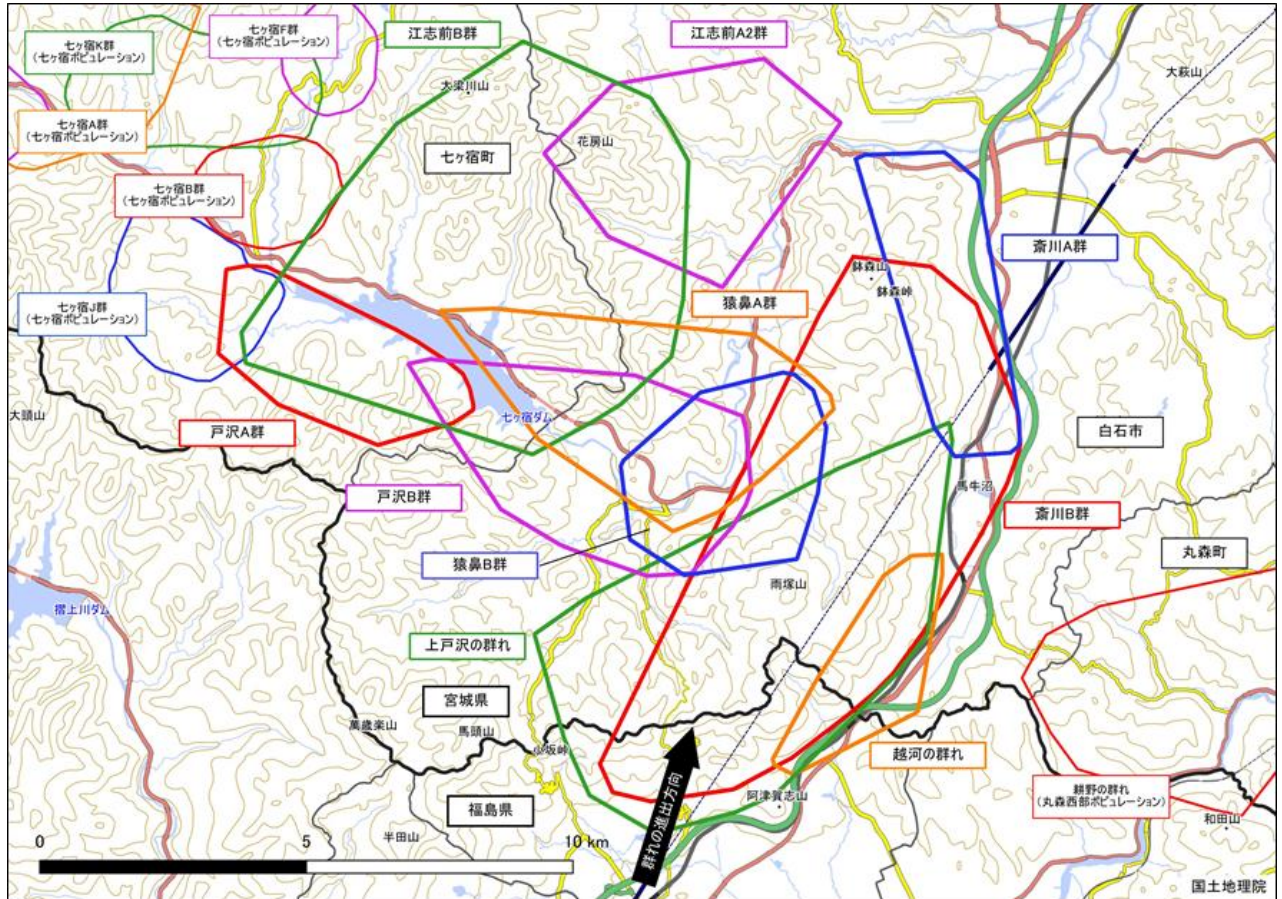 七ヶ宿K群
(七ヶ宿ポピュレーション)
七ヶ宿F群
(七ヶ宿ポピュレーション)
江志前B群
江志前A2群
大萩山
大梁川山
七ヶ宿A群
(七ヶ宿ポピュレーション)
花房山
七ヶ宿町
七ヶ宿B群
(七ヶ宿ポピュレーション)
斎川A群
鉢森山
鉢森峠
七ヶ宿J群
(七ヶ宿ポピュレーション)
猿鼻A群
大頭山
七ヶ宿ダム
戸沢A群
白石市
戸沢B群
馬牛沼
斎川B群
丸森町
猿鼻B群
雨塚山
摺上川ダム
上戸沢の群れ
宮城県
萬歳楽山
馬頭山
小坂峠
越河の群れ
福島県
阿津賀志山
耕野の群れ
(丸森西部ポピュレーション)
和田山
半田山
群れの進出方向
0 5 10 km
国土地理院